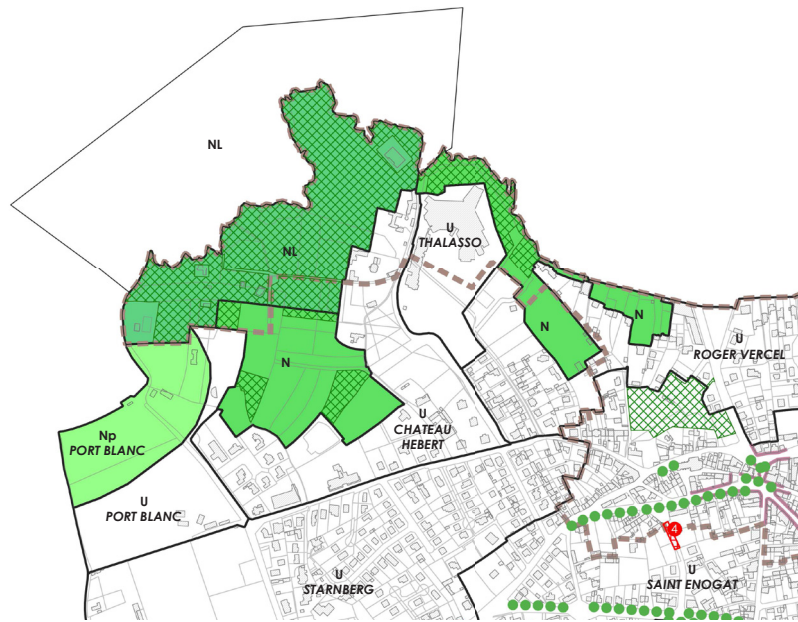 NL
U
THALASSO
NL
N
N
U
ROGER VERCEL
N
U
CHATEAU
HEBERT
Np
PORT BLANC
U
PORT BLANC
4
U
STARNBERG
U
SAINT ENOGAT